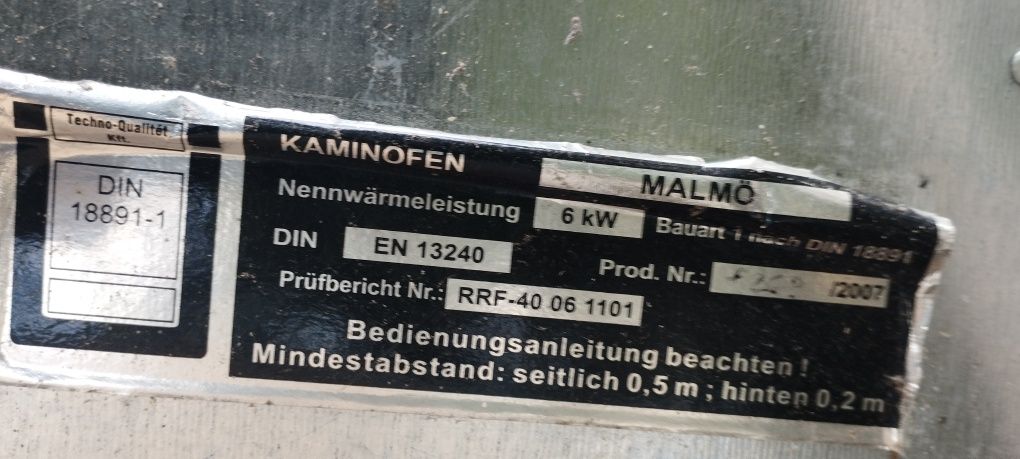 Techno-Qualität
Kft.
DIN
18891-1
KAMINOFEN MALMÖ
Nennwärmeleistung 6 kW Bauart 1 nach DIN 18891
DIN EN 13240 Prod. Nr.: /2007
Prüfbericht Nr.: RRF-40 06 1101
Bedienungsanleitung beachten !
Mindestabstand: seitlich 0,5 m ; hinten 0,2 m